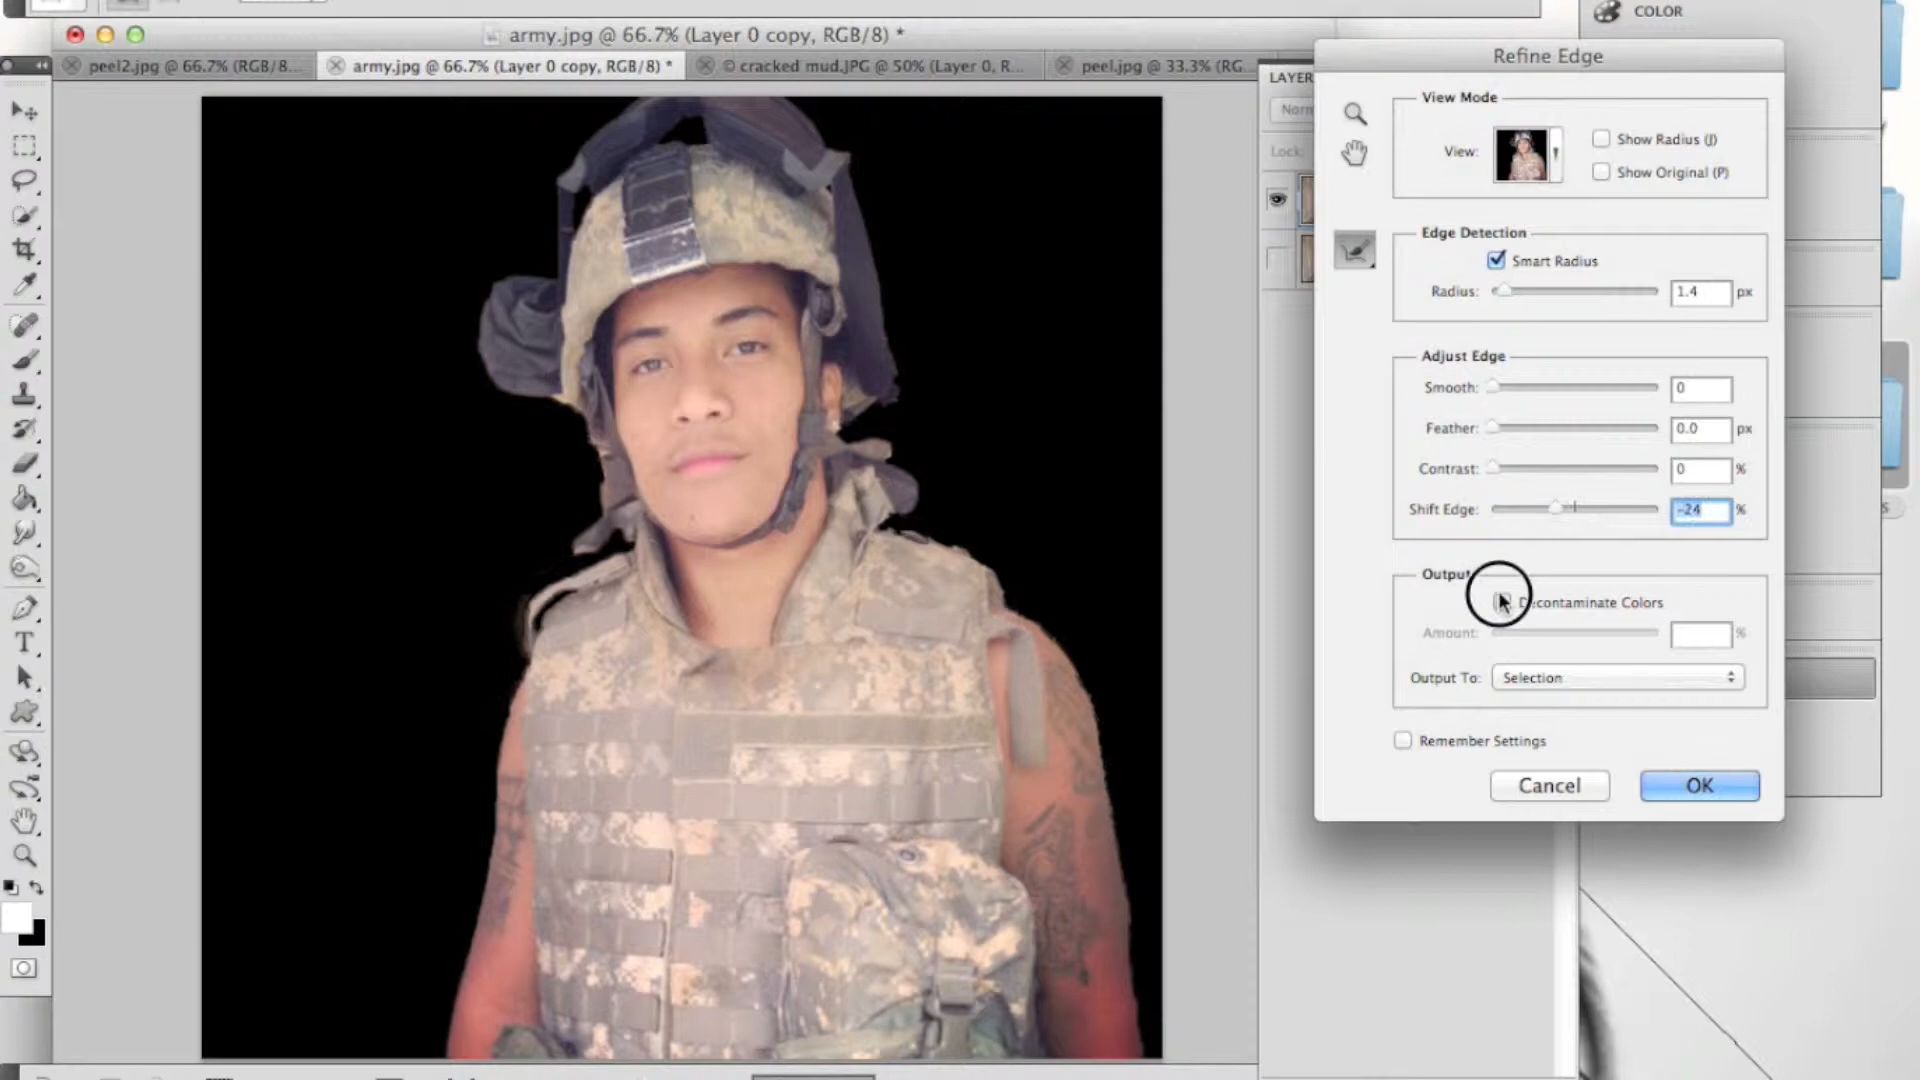 COLOR
army.jpg @ 66.7% (Layer 0 copy, RGB/8) *
Refine Edge
peel2.jpg @ 66.7% (RGB/8...
army.jpg @ 66.7% (Layer 0 copy, RGB/8) *
© cracked mud.JPG @ 50% (Layer 0, R...
peel.jpg @ 33.3% (RG...
LAYER
Norm
Lock:
View Mode
View:
Show Radius (J)
Show Original (P)
Edge Detection
Smart Radius
Radius: 1.4 px
Adjust Edge
Smooth: 0
Feather: 0.0 px
Contrast: 0 %
Shift Edge: -24 %
Output
Decontaminate Colors
Amount: %
Output To: Selection
Remember Settings
Cancel OK
T